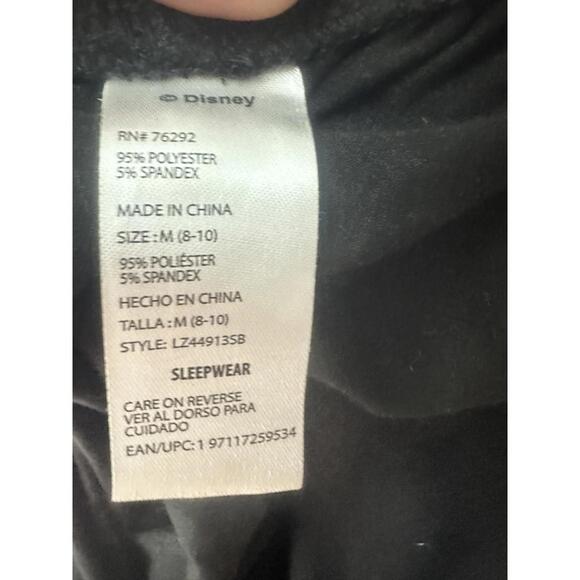 © Disney
RN# 76292
95% POLYESTER
5% SPANDEX
MADE IN CHINA
SIZE : M (8-10)
95% POLIÉSTER
5% SPANDEX
HECHO EN CHINA
TALLA : M (8-10)
STYLE: LZ44913SB
SLEEPWEAR
CARE ON REVERSE
VER AL DORSO PARA
CUIDADO
EAN/UPC: 1 97117259534